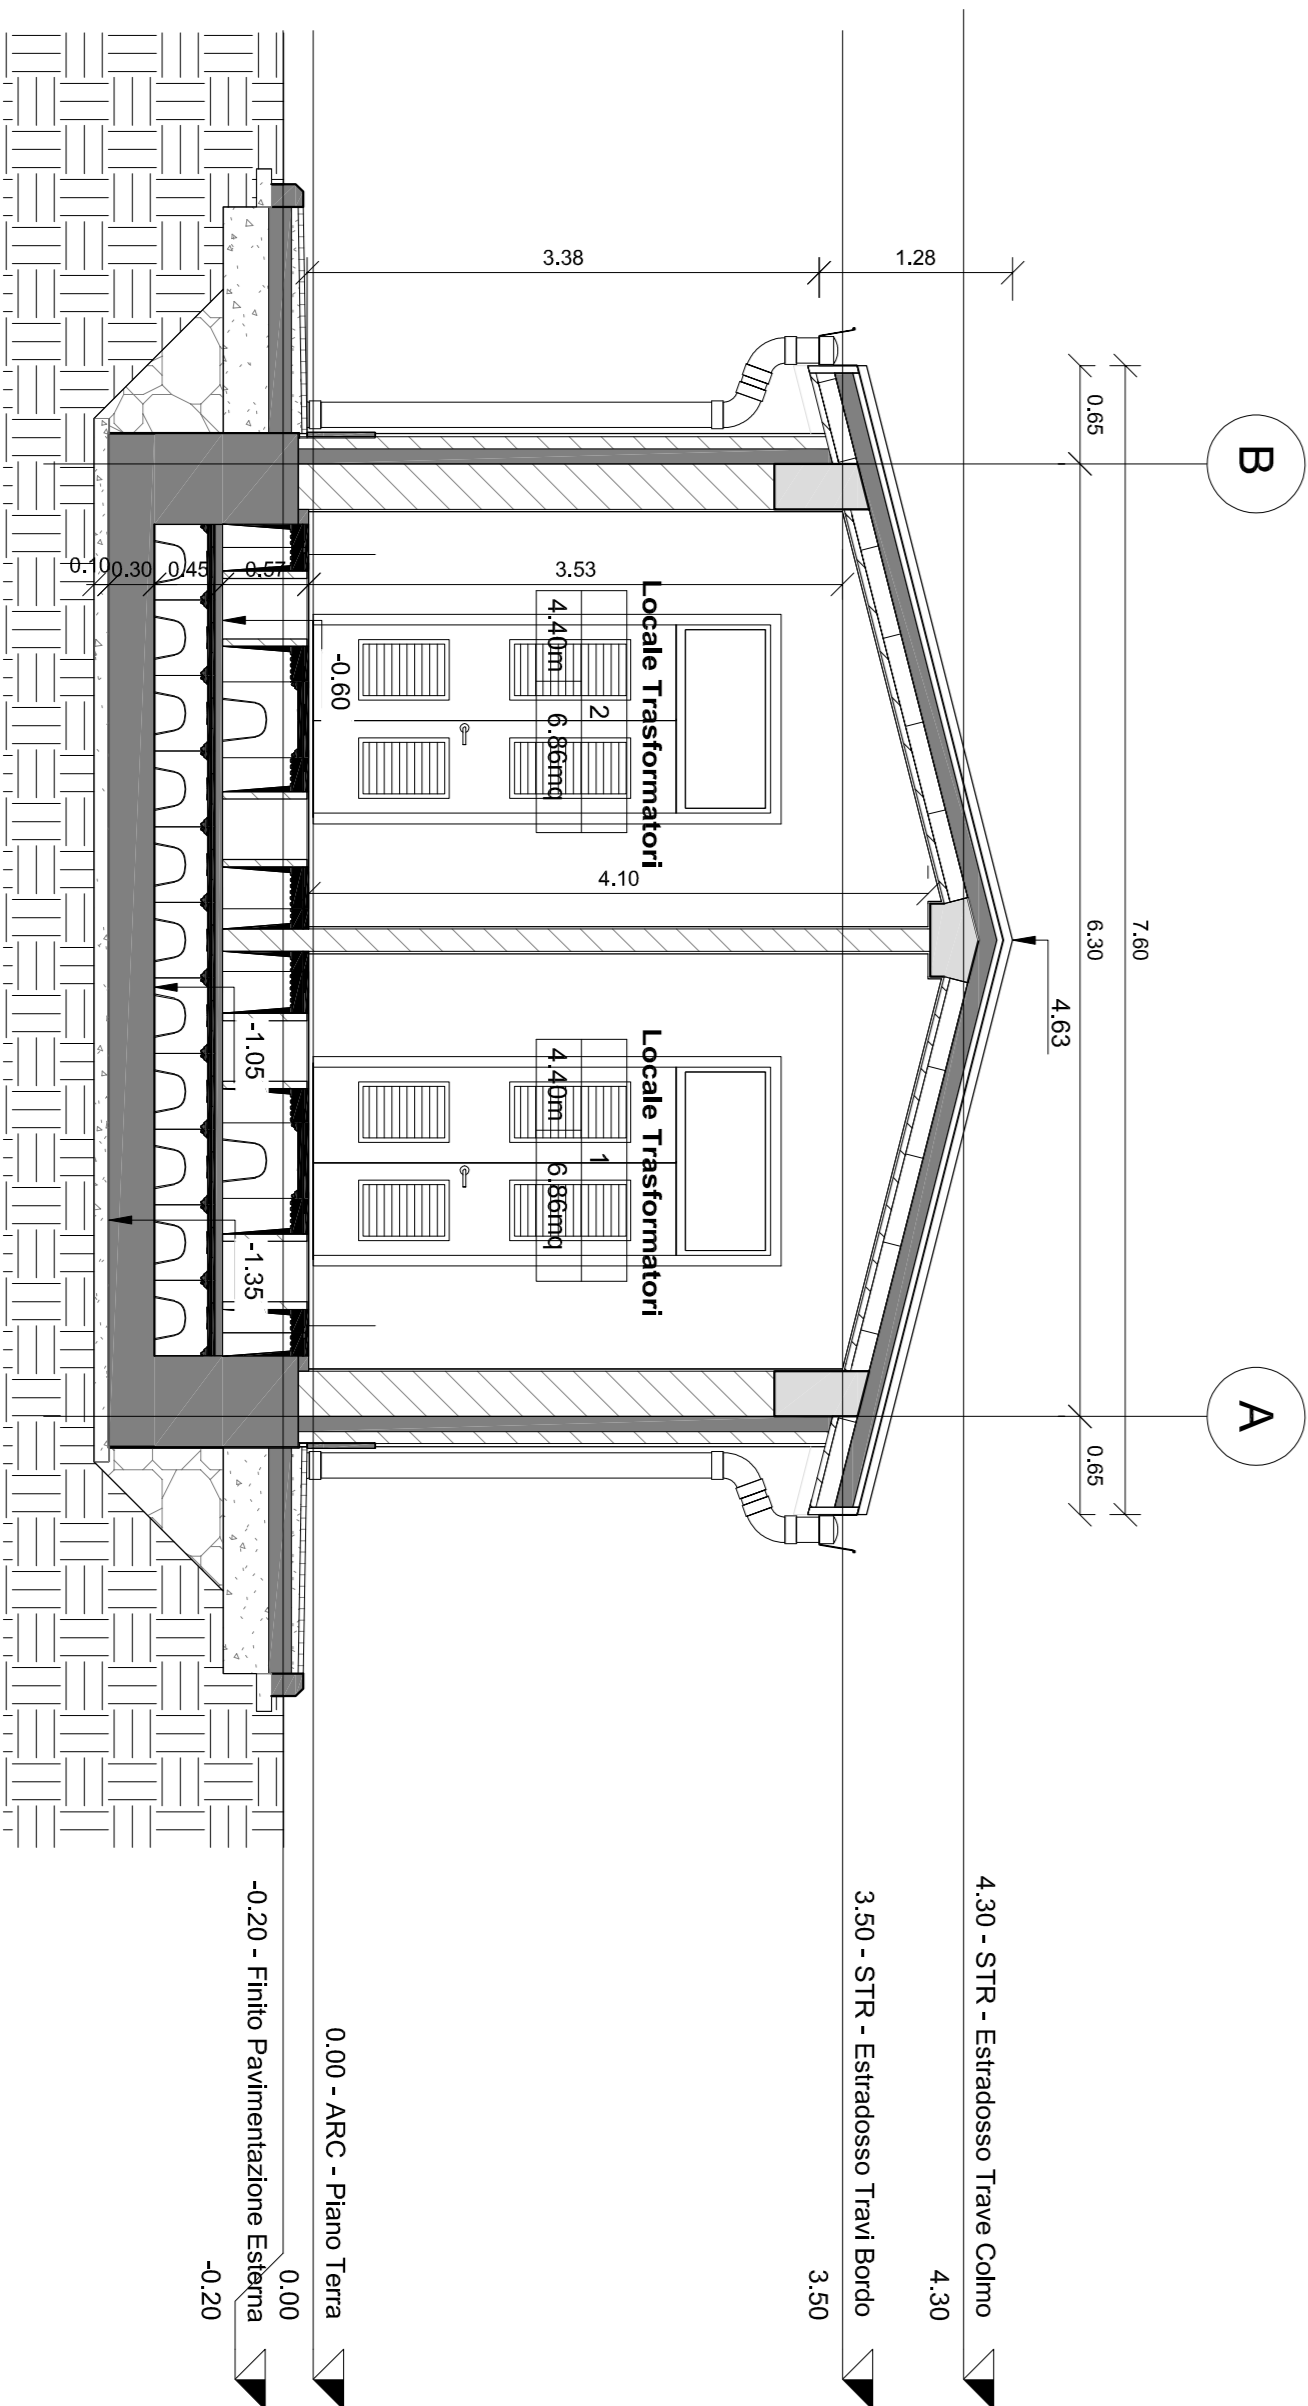 B
A
7.60
0.65
6.30
0.65
4.63
1.28
3.38
4.30 - STR - Estradosso Trave Colmo
4.30
3.50 - STR - Estradosso Travi Bordo
3.50
Locale Trasformatori
2
4.40m 6.86mq
Locale Trasformatori
1
4.40m 6.86mq
3.53
4.10
0.00 - ARC - Piano Terra
0.00
-0.20 - Finito Pavimentazione Esterna
-0.20
-0.60
0.57
0.45
0.30
0.10
-1.05
-1.35